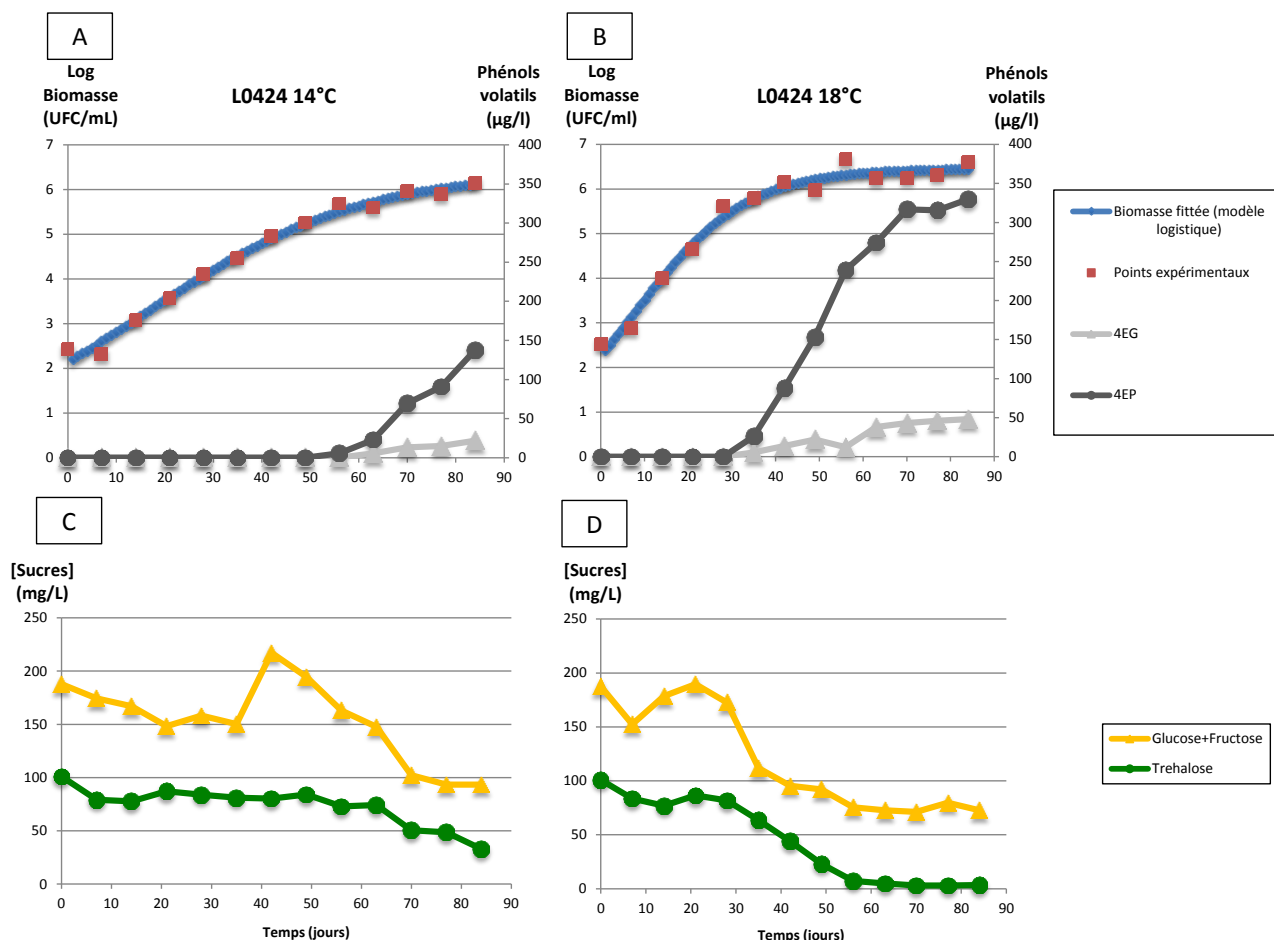 A
Log
Biomasse
(UFC/mL)
L0424 14°C
Phénols
volatils
(µg/l)
7
6
5
4
3
2
1
0
400
350
300
250
200
150
100
50
0
0 10 20 30 40 50 60 70 80 90
B
Log
Biomasse
(UFC/ml)
L0424 18°C
Phénols
volatils
(µg/l)
7
6
5
4
3
2
1
0
400
350
300
250
200
150
100
50
0
0 10 20 30 40 50 60 70 80 90
Biomasse fittée (modèle
logistique)
Points expérimentaux
4EG
4EP
C
[Sucres]
(mg/L)
250
200
150
100
50
0
0 10 20 30 40 50 60 70 80 90
Temps (jours)
D
[Sucres]
(mg/L)
250
200
150
100
50
0
0 10 20 30 40 50 60 70 80 90
Temps (jours)
Glucose+Fructose
Trehalose